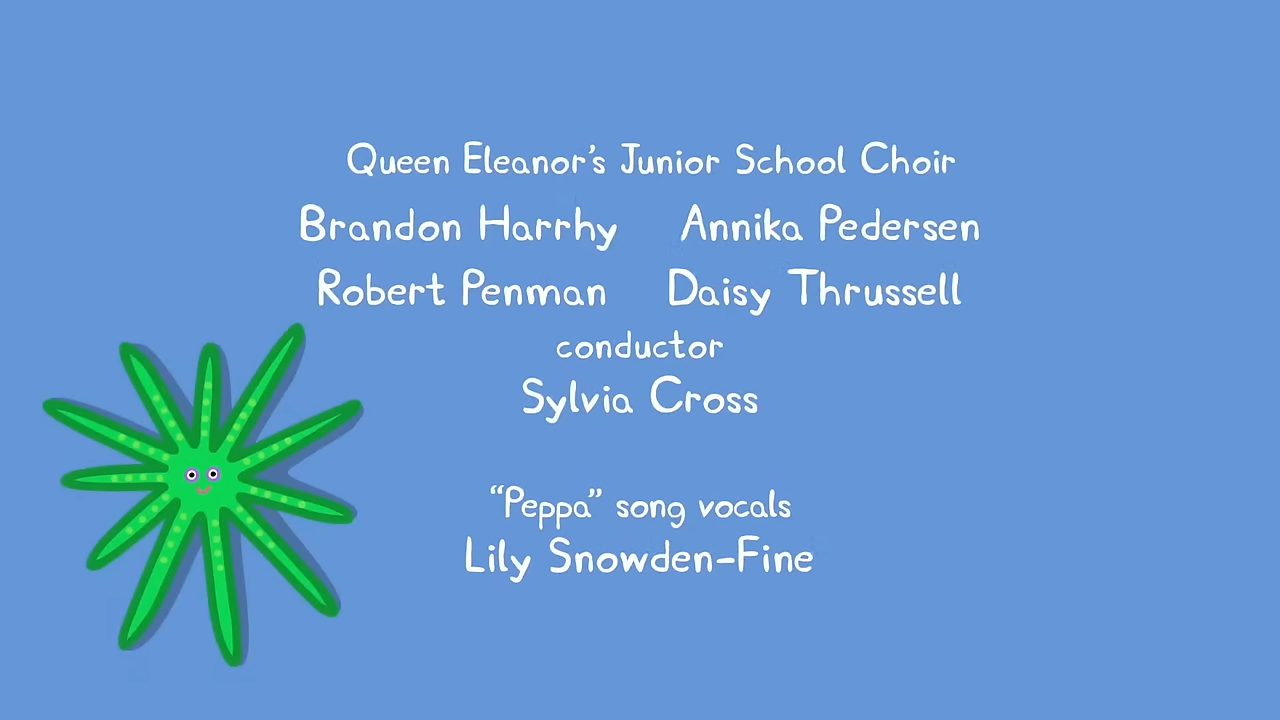 Queen Eleanor's Junior School Choir
Brandon Harrhy Annika Pedersen
Robert Penman Daisy Thrussell
conductor
Sylvia Cross
“Peppa” song vocals
Lily Snowden-Fine